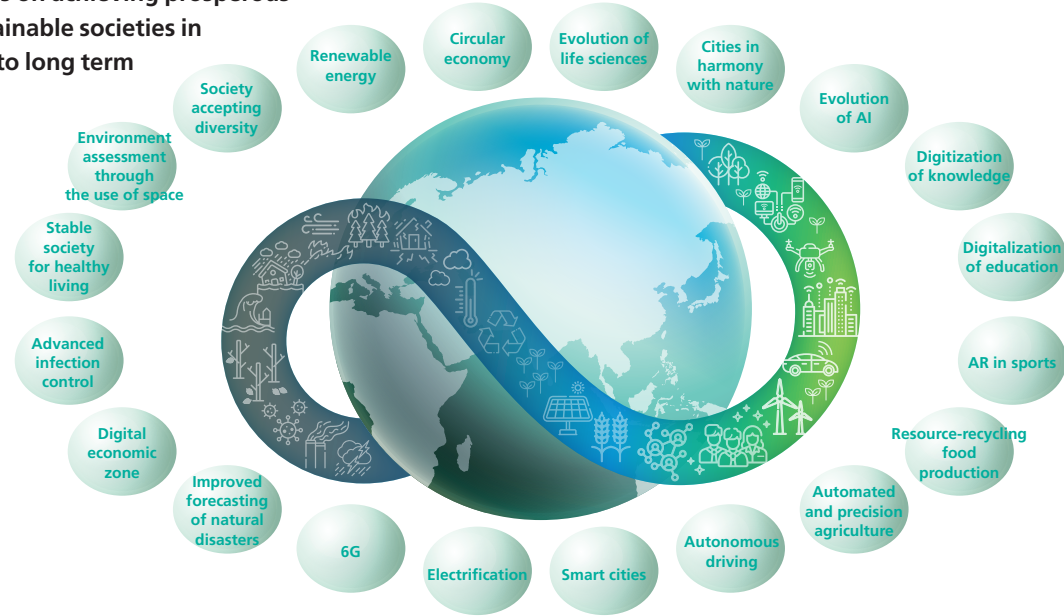 on achieving prosperous
societies in
to long term
Renewable
energy
Circular
economy
Evolution of
life sciences
Cities in
harmony
with nature
Evolution
of AI
Digitization
of knowledge
Digitalization
of education
AR in sports
Resource-recycling
food
production
Automated
and precision
agriculture
Autonomous
driving
Smart cities
Electrification
6G
Improved
forecasting
of natural
disasters
Digital
economic
zone
Advanced
infection
control
Stable
society
for healthy
living
Environment
assessment
through
the use of space
Society
accepting
diversity